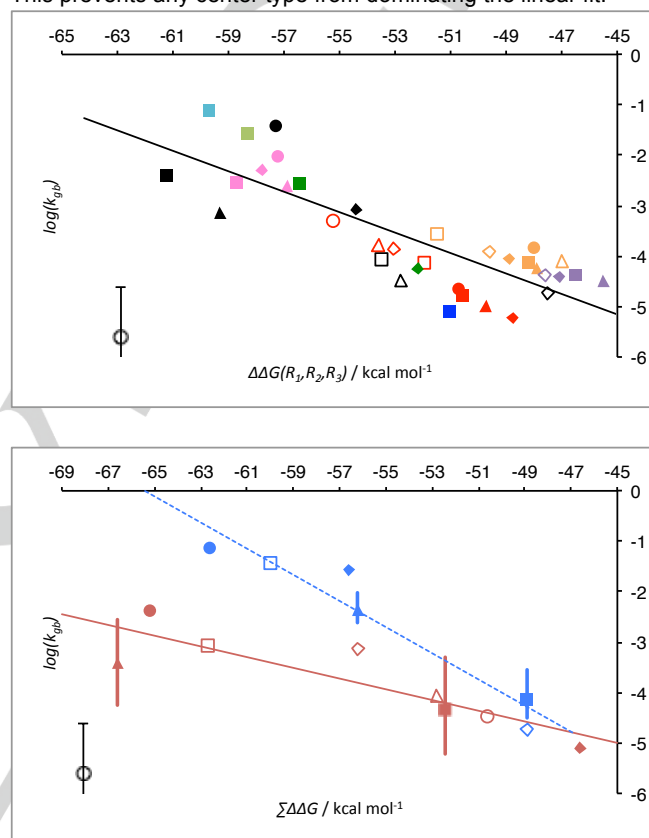 This prevents any center type from dominating the linear fit.
-65 -63 -61 -59 -57 -55 -53 -51 -49 -47 -45
0
-1
-2
log(k_gb)
-3
-4
-5
-6
ΔΔG(R₁,R₂,R₃) / kcal mol⁻¹
-69 -67 -65 -63 -61 -59 -57 -55 -53 -51 -49 -47 -45
0
-1
-2
log(k_gb)
-3
-4
-5
-6
∑ΔΔG / kcal mol⁻¹